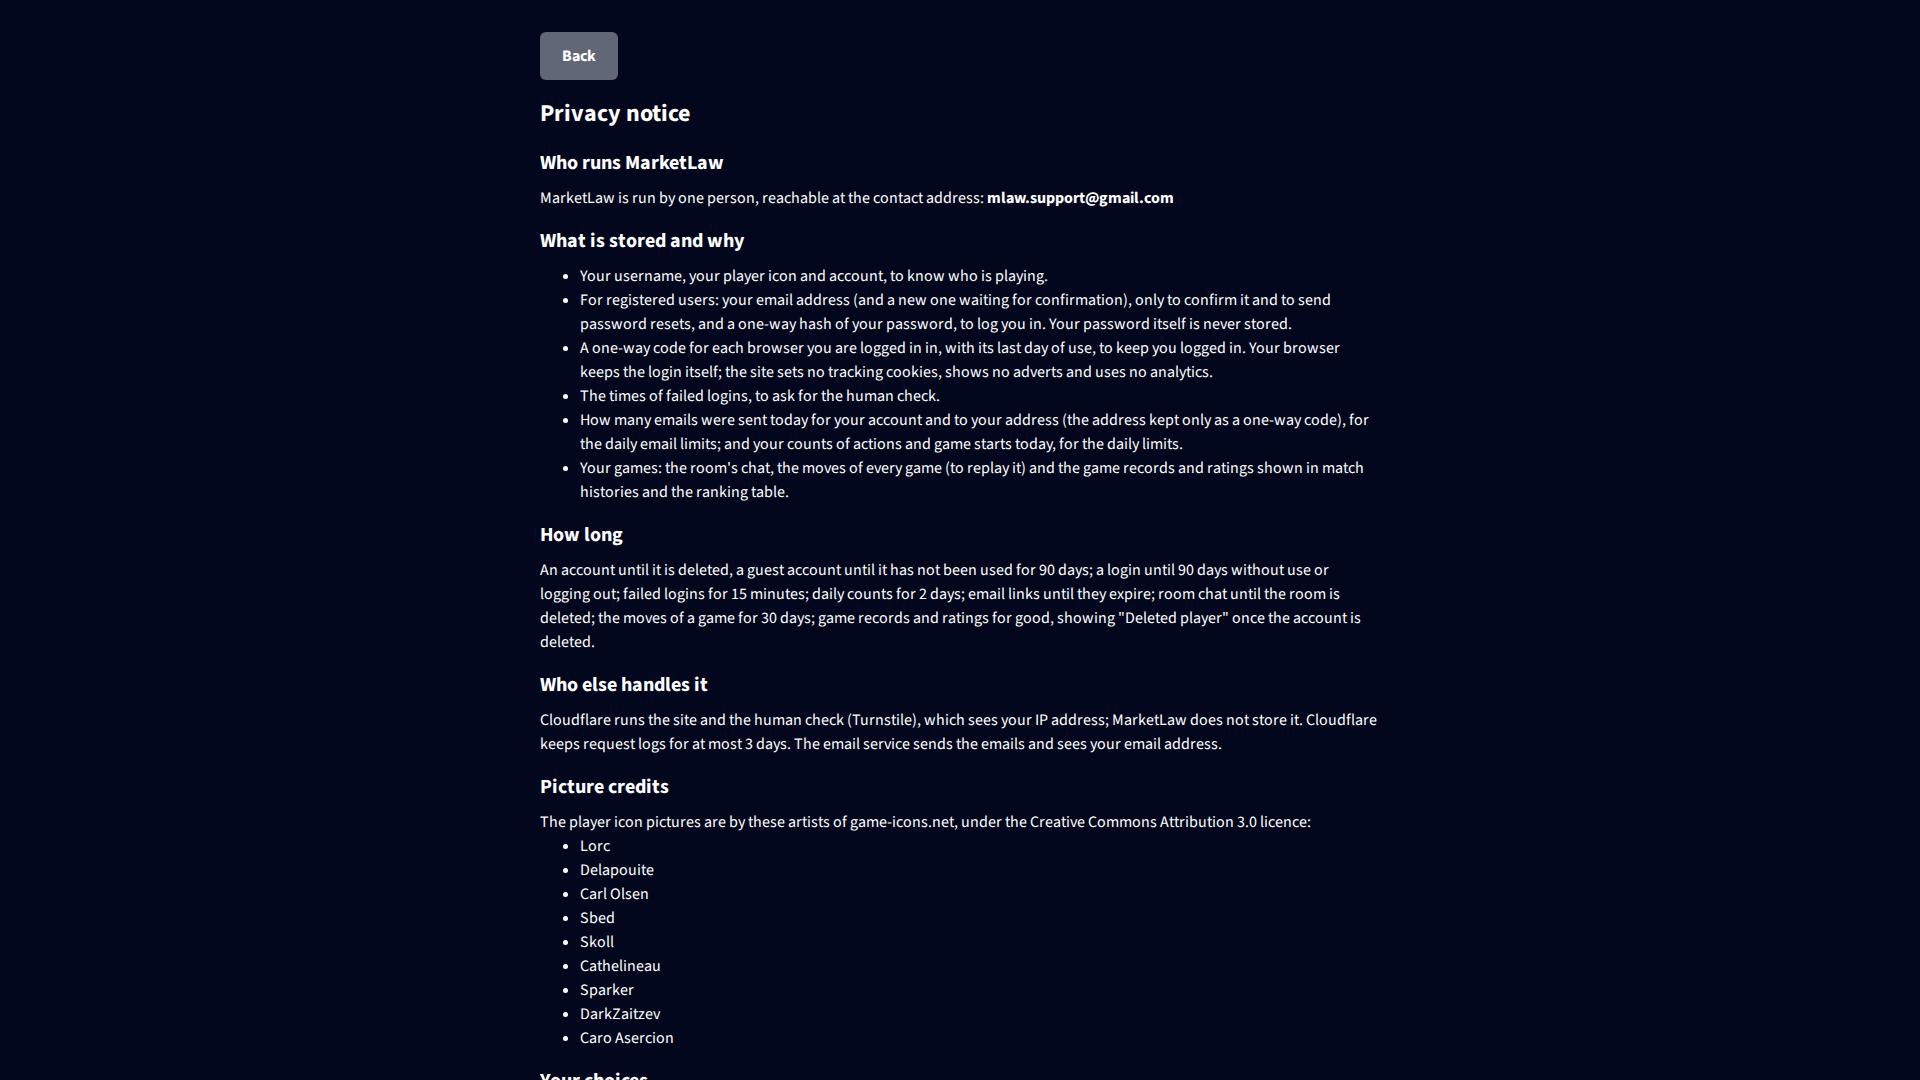 Back
Privacy notice
Who runs MarketLaw
MarketLaw is run by one person, reachable at the contact address: mlaw.support@gmail.com
What is stored and why
• Your username, your player icon and account, to know who is playing.
• For registered users: your email address (and a new one waiting for confirmation), only to confirm it and to send
password resets, and a one-way hash of your password, to log you in. Your password itself is never stored.
• A one-way code for each browser you are logged in in, with its last day of use, to keep you logged in. Your browser
keeps the login itself; the site sets no tracking cookies, shows no adverts and uses no analytics.
• The times of failed logins, to ask for the human check.
• How many emails were sent today for your account and to your address (the address kept only as a one-way code), for
the daily email limits; and your counts of actions and game starts today, for the daily limits.
• Your games: the room's chat, the moves of every game (to replay it) and the game records and ratings shown in match
histories and the ranking table.
How long
An account until it is deleted, a guest account until it has not been used for 90 days; a login until 90 days without use or
logging out; failed logins for 15 minutes; daily counts for 2 days; email links until they expire; room chat until the room is
deleted; the moves of a game for 30 days; game records and ratings for good, showing "Deleted player" once the account is
deleted.
Who else handles it
Cloudflare runs the site and the human check (Turnstile), which sees your IP address; MarketLaw does not store it. Cloudflare
keeps request logs for at most 3 days. The email service sends the emails and sees your email address.
Picture credits
The player icon pictures are by these artists of game-icons.net, under the Creative Commons Attribution 3.0 licence:
• Lorc
• Delapouite
• Carl Olsen
• Sbed
• Skoll
• Cathelineau
• Sparker
• DarkZaitzev
• Caro Asercion
Your choices